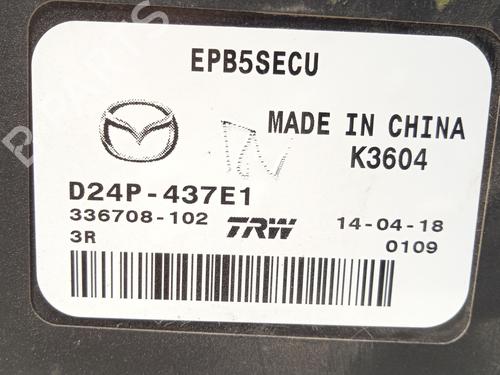 EPB5SECU
MADE IN CHINA
K3604
D24P-437E1
336708-102
TRW
14-04-18
3R
0109